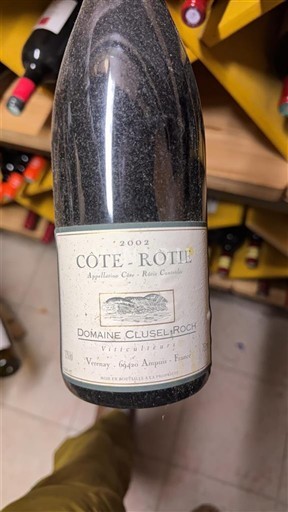 2002
CÔTE-RÔTIE
Appellation Côte-Rôtie Contrôlée
DOMAINE CLUSEL-ROCH
Viticulteurs
Verenay - 69420 Ampuis - France